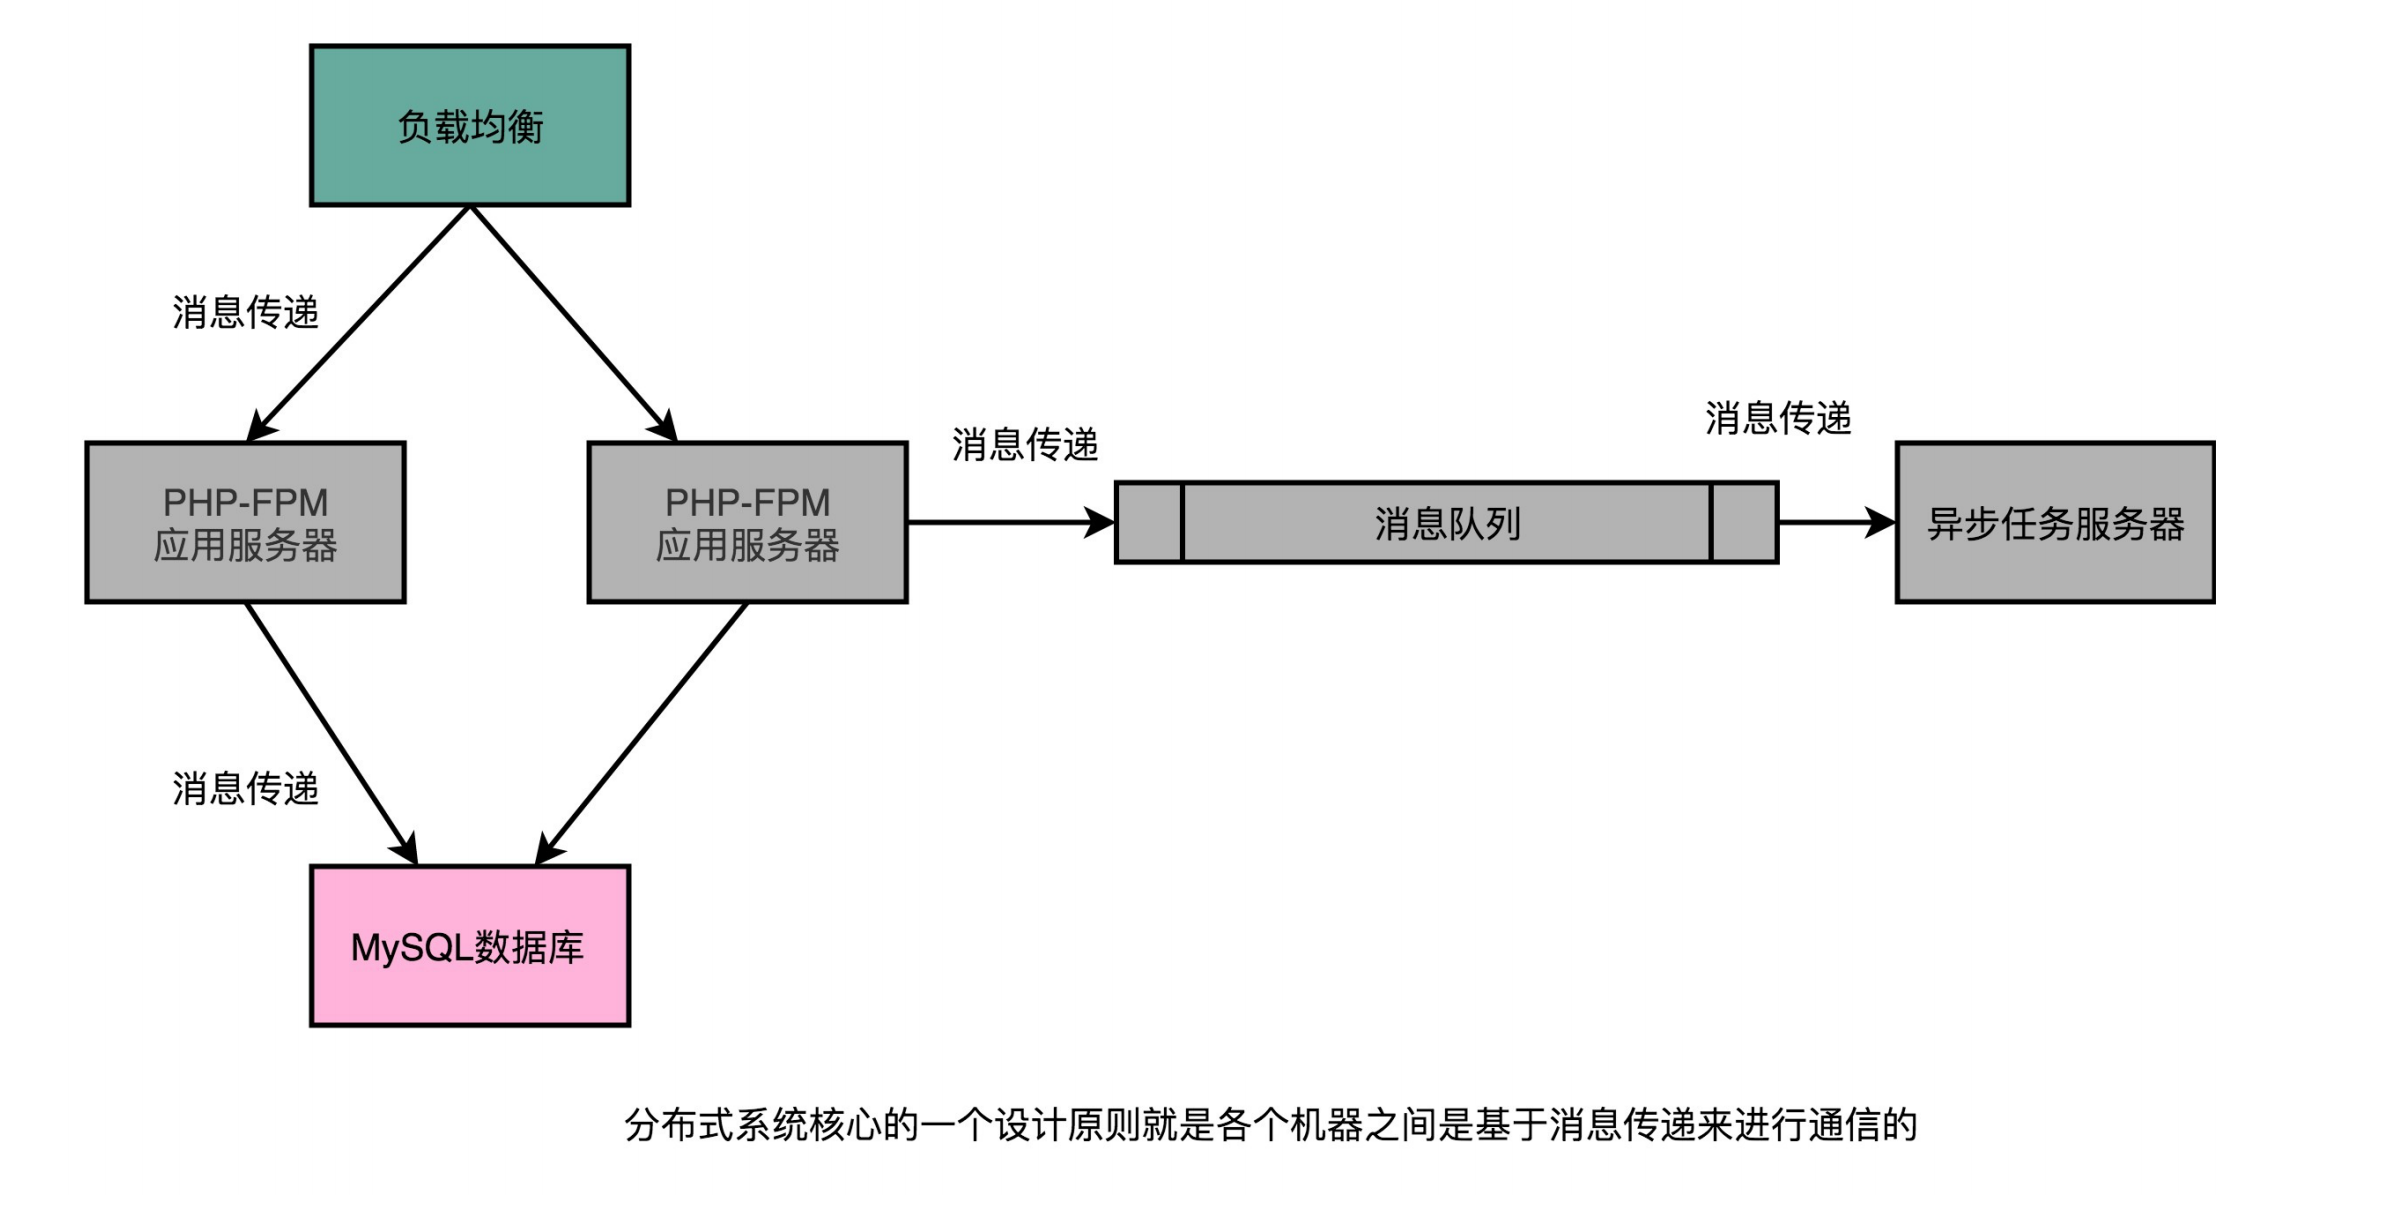 负载均衡
消息传递
消息传递
消息传递
PHP-FPM
应用服务器
PHP-FPM
应用服务器
消息队列
异步任务服务器
消息传递
MySQL数据库
分布式系统核心的一个设计原则就是各个机器之间是基于消息传递来进行通信的